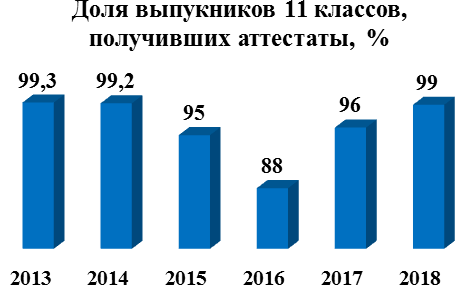 Доля выпукников 11 классов,
получивших аттестаты, %
99,3 99,2 95 88 96 99
2013 2014 2015 2016 2017 2018